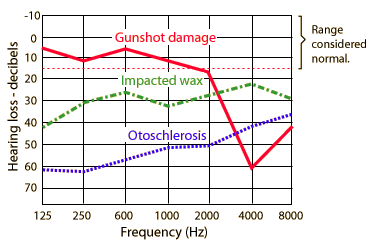 -10
0
10
20
30
40
50
60
70
Hearing loss - decibels
Gunshot damage
Impacted wax
Otoschlerosis
Range
considered
normal.
125 250 600 1000 2000 4000 8000
Frequency (Hz)